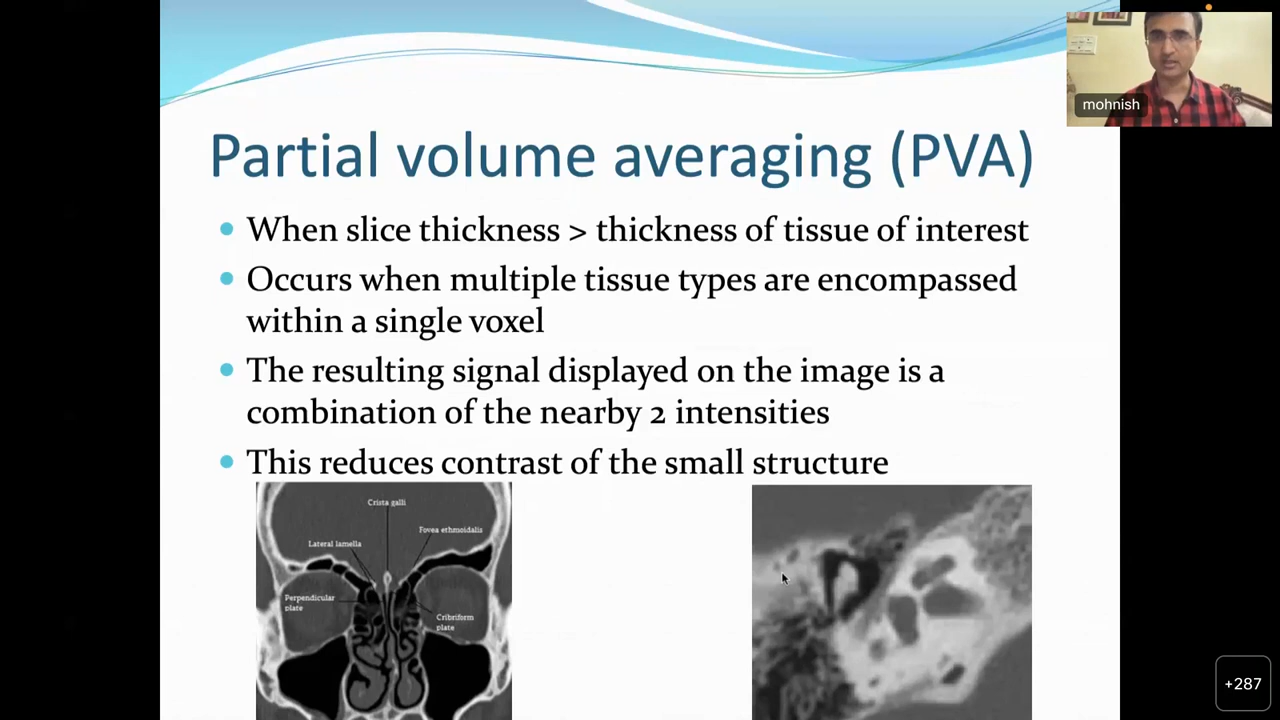 mohnish
Partial volume averaging (PVA)
When slice thickness > thickness of tissue of interest
Occurs when multiple tissue types are encompassed
within a single voxel
The resulting signal displayed on the image is a
combination of the nearby 2 intensities
This reduces contrast of the small structure
Crista galli
Fovea ethmoidalis
Lateral lamella
Perpendicular
plate
Cribriform
plate
+287